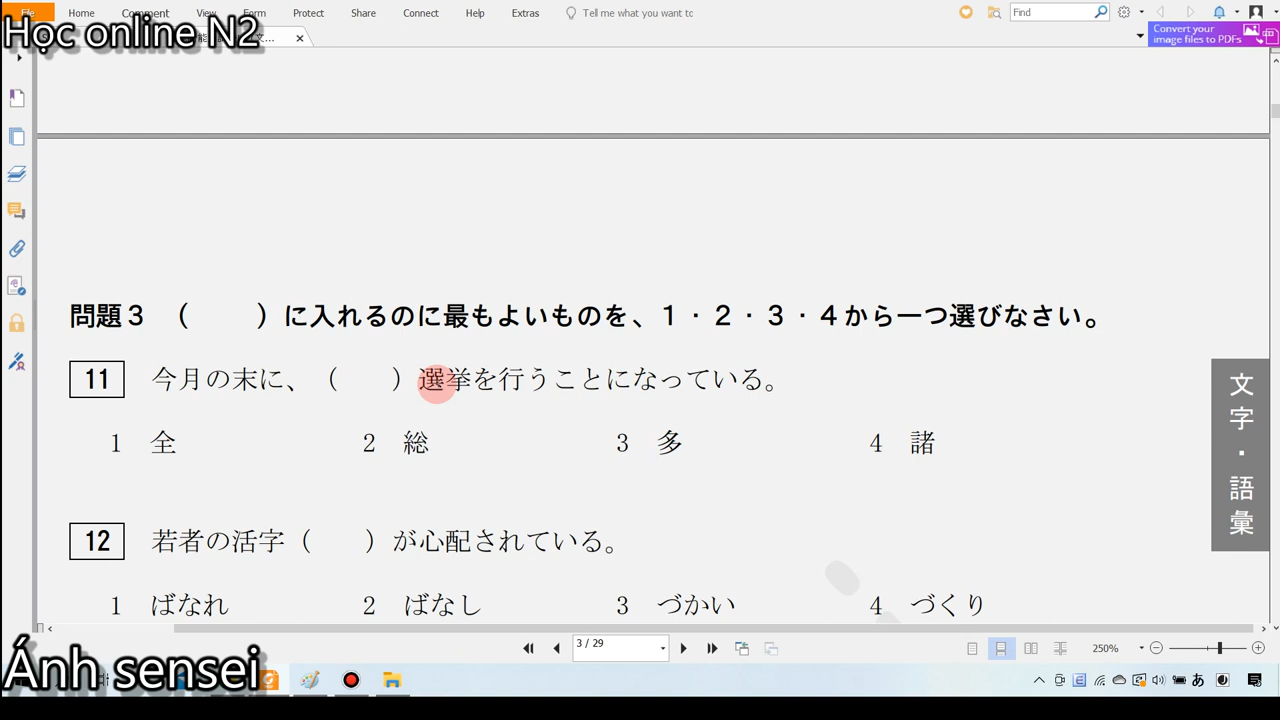 File Home Comment View Form Protect Share Connect Help Extras Tell me what you want to Find
Học online N2
Convert your
image files to PDFs
問題３ （　　）に入れるのに最もよいものを、１・２・３・４から一つ選びなさい。
11 今月の末に、（　　）選挙を行うことになっている。
1 全 2 総 3 多 4 諸
12 若者の活字（　　）が心配されている。
1 ばなれ 2 ばなし 3 づかい 4 づくり
文字・語彙
3 / 29 250%
Ánh sensei
あ